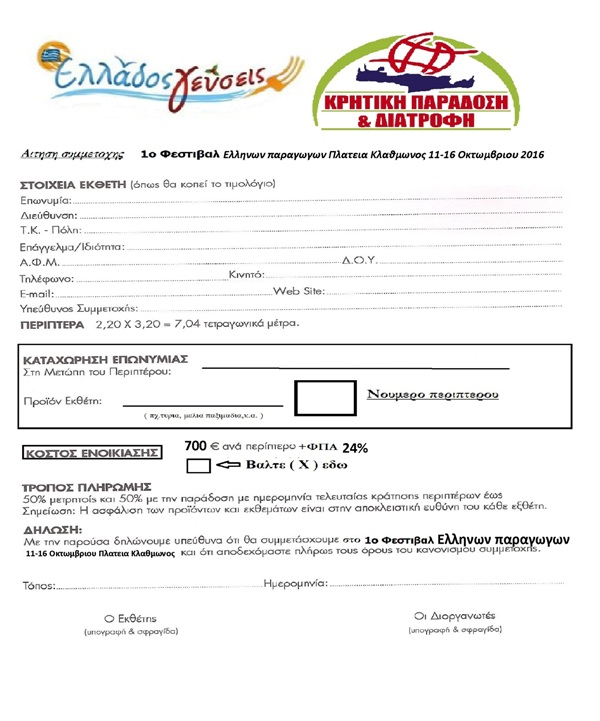 Ελλάδος γεύσεις
ΚΡΗΤΙΚΗ ΠΑΡΑΔΟΣΗ
& ΔΙΑΤΡΟΦΗ
Αιτηση συμμετοχης 1ο Φεστιβαλ Ελληνων παραγωγων Πλατεια Κλαθμωνος 11-16 Οκτωμβριου 2016
ΣΤΟΙΧΕΙΑ ΕΚΘΕΤΗ (όπως θα κοπεί το τιμολόγιο)
Επωνυμία:
Διεύθυνση:
Τ.Κ. - Πόλη:
Επάγγελμα/Ιδιότητα:
Α.Φ.Μ. Δ.Ο.Υ.
Τηλέφωνο: Κινητό:
E-mail: Web Site:
Υπεύθυνος Συμμετοχής:
ΠΕΡΙΠΤΕΡΑ 2,20 Χ 3,20 = 7,04 τετραγωνικά μέτρα.
ΚΑΤΑΧΩΡΗΣΗ ΕΠΩΝΥΜΙΑΣ
Στη Μετώπη του Περιπτέρου:
Προϊόν Εκθέτη: Νουμερο περιπτερου
( πχ.τυρια, μελια παξιμαδια,κ.α. )
ΚΟΣΤΟΣ ΕΝΟΙΚΙΑΣΗΣ 700 € ανά περίπτερο +ΦΠΑ 24%
Βαλτε ( Χ ) εδω
ΤΡΟΠΟΣ ΠΛΗΡΩΜΗΣ
50% μετρητοίς και 50% με την παράδοση με ημερομηνία τελευταίας κράτησης περιπτέρων έως
Σημείωση: Η ασφάλιση των προϊόντων και εκθεμάτων είναι στην αποκλειστική ευθύνη του κάθε εκθέτη.
ΔΗΛΩΣΗ:
Με την παρούσα δηλώνουμε υπεύθυνα ότι θα συμμετάσχουμε στο 1ο Φεστιβαλ Ελληνων παραγωγων
11-16 Οκτωμβριου Πλατεια Κλαθμωνος και ότι αποδεχόμαστε πλήρως τους όρους του κανονισμού συμμετοχής.
Τόπος: Ημερομηνία:
Ο Εκθέτης Οι Διοργανωτές
(υπογραφή & σφραγίδα) (υπογραφή & σφραγίδα)